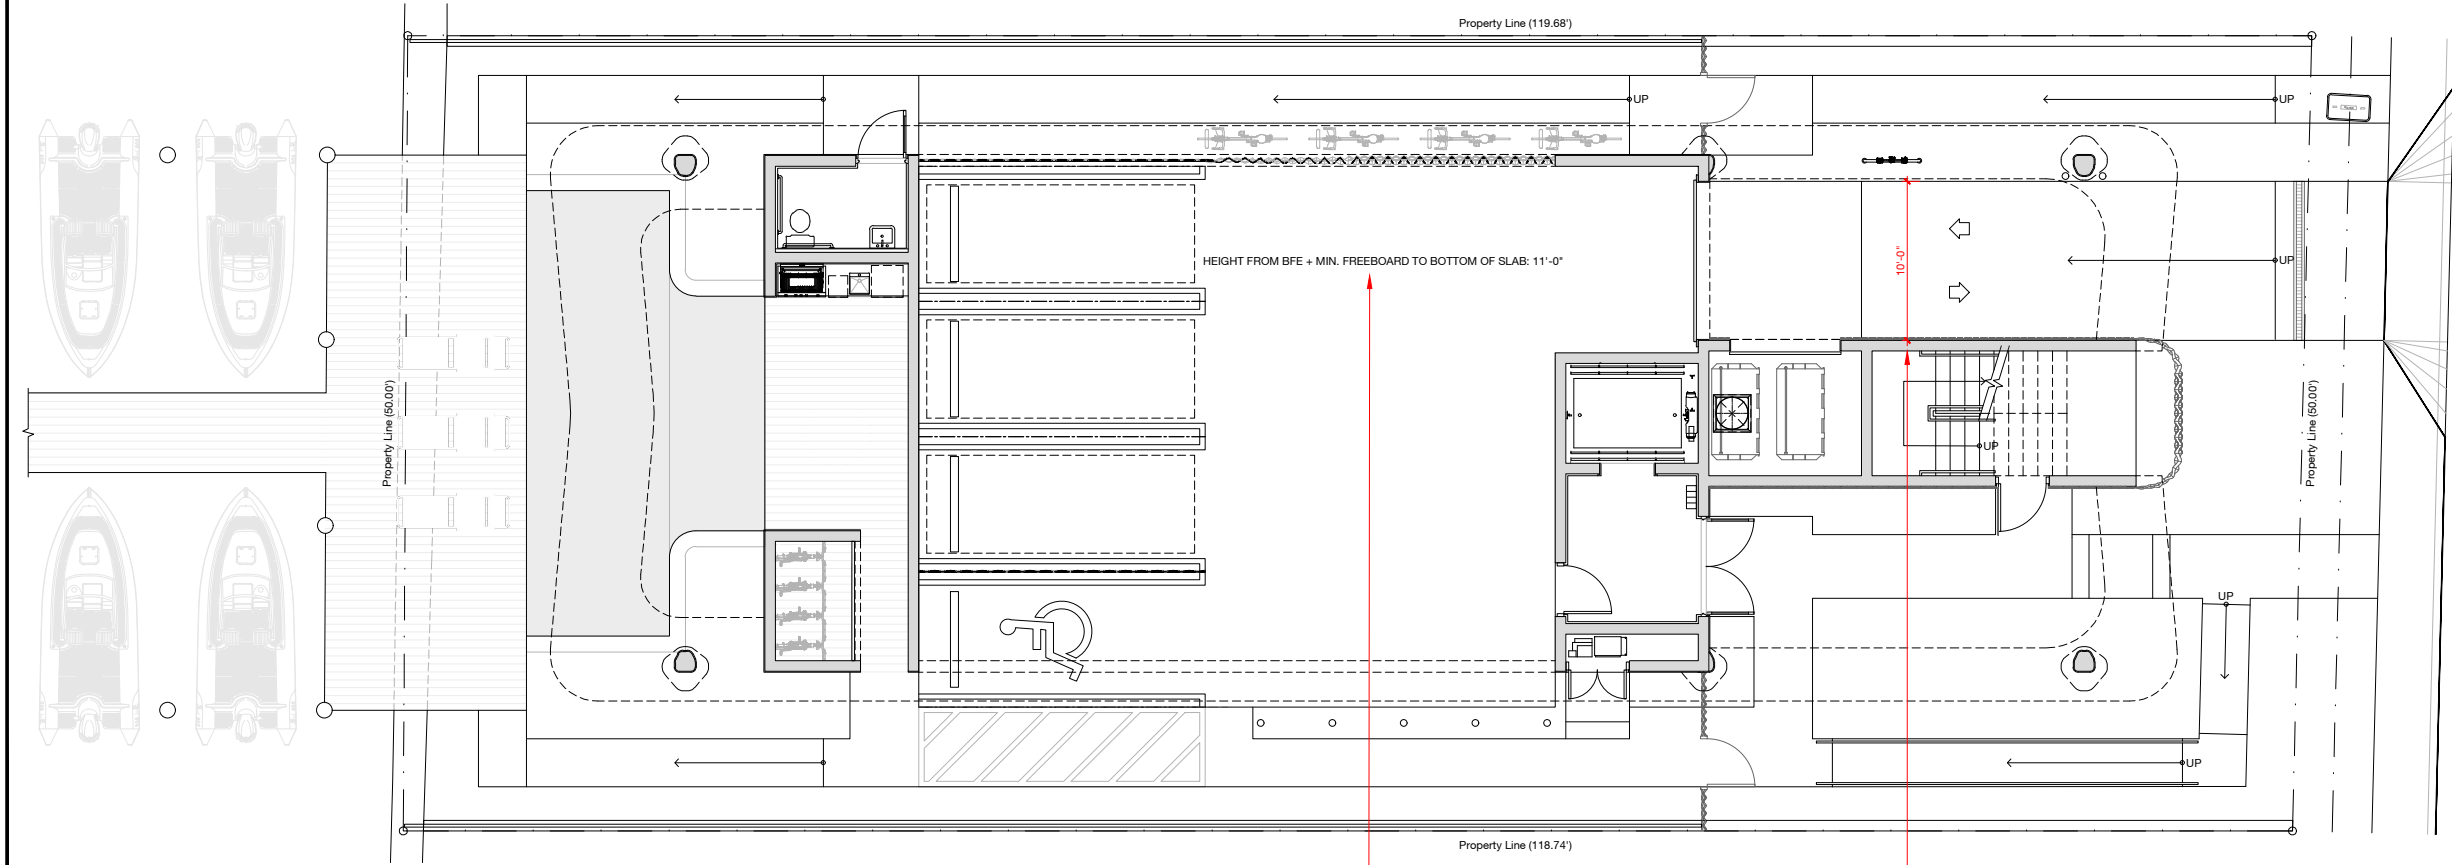 Property Line (119.68')
UP
UP
HEIGHT FROM BFE + MIN. FREEBOARD TO BOTTOM OF SLAB: 11'-0"
10'-0"
UP
Property Line (50.00')
Property Line (50.00')
UP
UP
UP
Property Line (118.74')